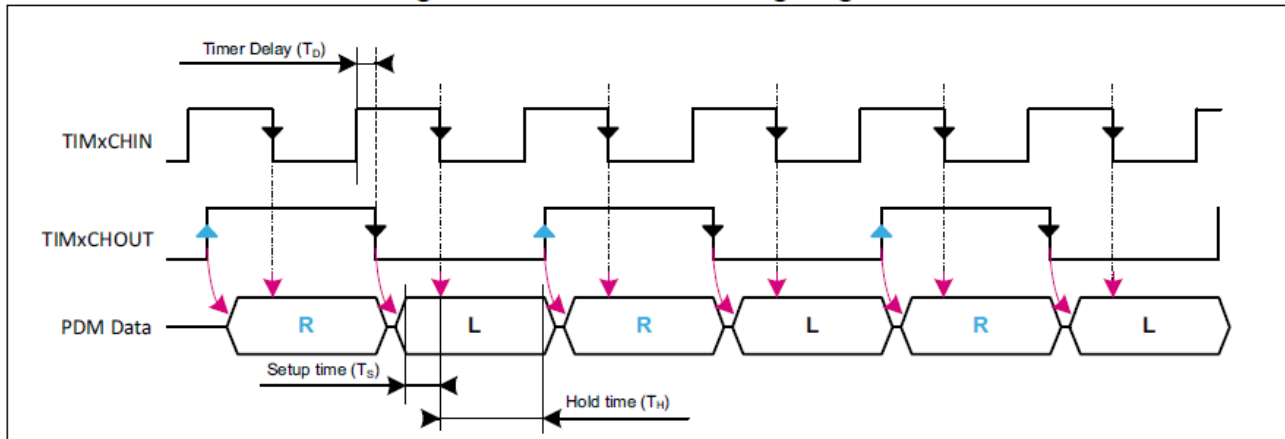 Timer Delay (TD)
TIMxCHIN
TIMxCHOUT
PDM Data
R
L
R
L
R
L
Setup time (TS)
Hold time (TH)